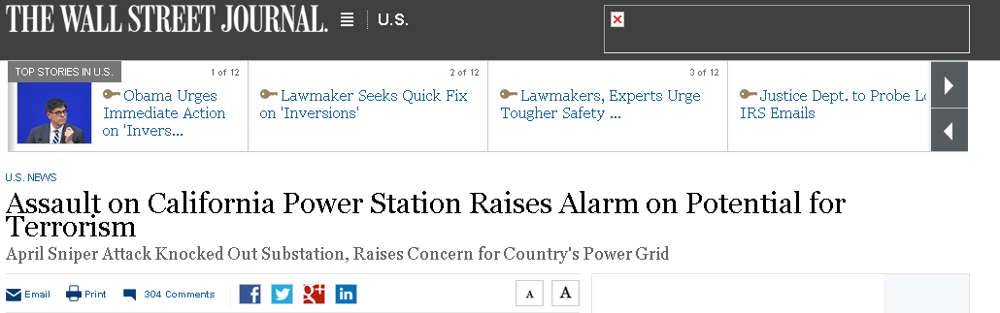 THE WALL STREET JOURNAL. U.S.
TOP STORIES IN U.S.
1 of 12
Obama Urges
Immediate Action
on 'Invers...
2 of 12
Lawmaker Seeks Quick Fix
on 'Inversions'
3 of 12
Lawmakers, Experts Urge
Tougher Safety ...
Justice Dept. to Probe Lo
IRS Emails
U.S. NEWS
Assault on California Power Station Raises Alarm on Potential for
Terrorism
April Sniper Attack Knocked Out Substation, Raises Concern for Country's Power Grid
Email Print 304 Comments f g+ in A A